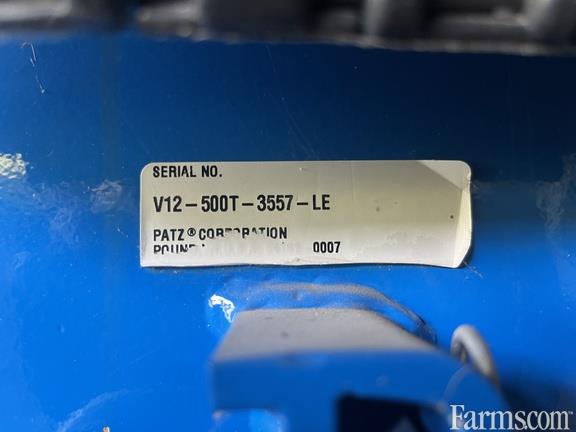 SERIAL NO.
V12-500T-3557-LE
PATZ® CORPORATION
0007
Farms.com